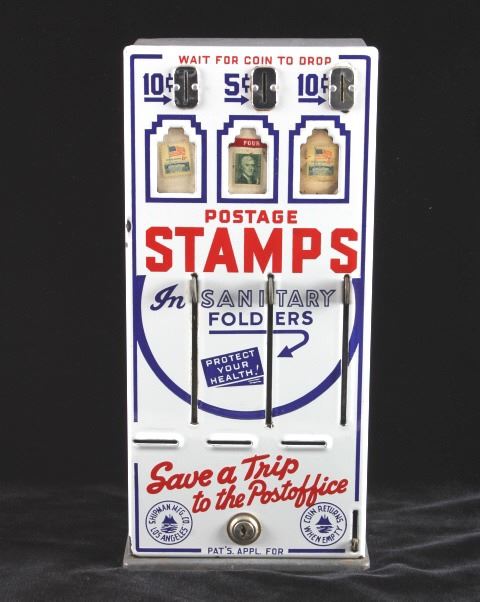 WAIT FOR COIN TO DROP
10¢ 5¢ 10¢
FOUR
POSTAGE
STAMPS
In SANITARY
FOLDERS
PROTECT
YOUR
HEALTH!
Save a Trip
to the Postoffice
SHIPMAN MFG. CO.
LOS ANGELES
COIN RETURNS
WHEN EMPTY
PAT'S. APPL. FOR